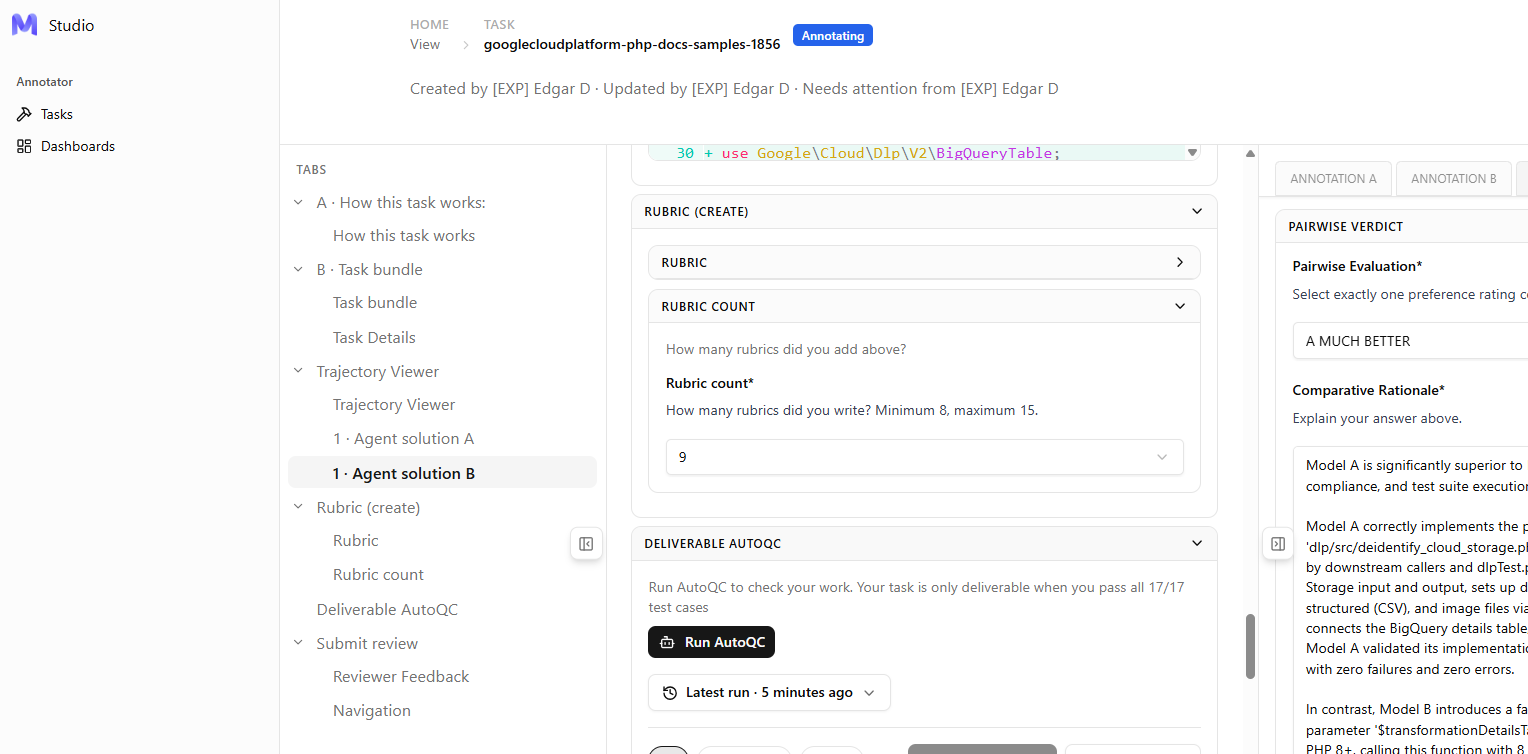 Studio
Annotator
Tasks
Dashboards
HOME
View
TASK
googlecloudplatform-php-docs-samples-1856
Annotating
Created by [EXP] Edgar D · Updated by [EXP] Edgar D · Needs attention from [EXP] Edgar D
TABS
A · How this task works:
How this task works
B · Task bundle
Task bundle
Task Details
Trajectory Viewer
Trajectory Viewer
1 · Agent solution A
1 · Agent solution B
Rubric (create)
Rubric
Rubric count
Deliverable AutoQC
Submit review
Reviewer Feedback
Navigation
30 + use Google\Cloud\Dlp\V2\BigQueryTable;
RUBRIC (CREATE)
RUBRIC
RUBRIC COUNT
How many rubrics did you add above?
Rubric count*
How many rubrics did you write? Minimum 8, maximum 15.
9
DELIVERABLE AUTOQC
Run AutoQC to check your work. Your task is only deliverable when you pass all 17/17
test cases
Run AutoQC
Latest run · 5 minutes ago
ANNOTATION A
ANNOTATION B
PAIRWISE VERDICT
Pairwise Evaluation*
Select exactly one preference rating
A MUCH BETTER
Comparative Rationale*
Explain your answer above.
Model A is significantly superior to
compliance, and test suite execution
Model A correctly implements the
'dlp/src/deidentify_cloud_storage.ph
by downstream callers and dlpTest.p
Storage input and output, sets up
structured (CSV), and image files via
connects the BigQuery details table
Model A validated its implementatio
with zero failures and zero errors.
In contrast, Model B introduces a fa
parameter '$transformationDetailsTa
PHP 8+, calling this function with 8